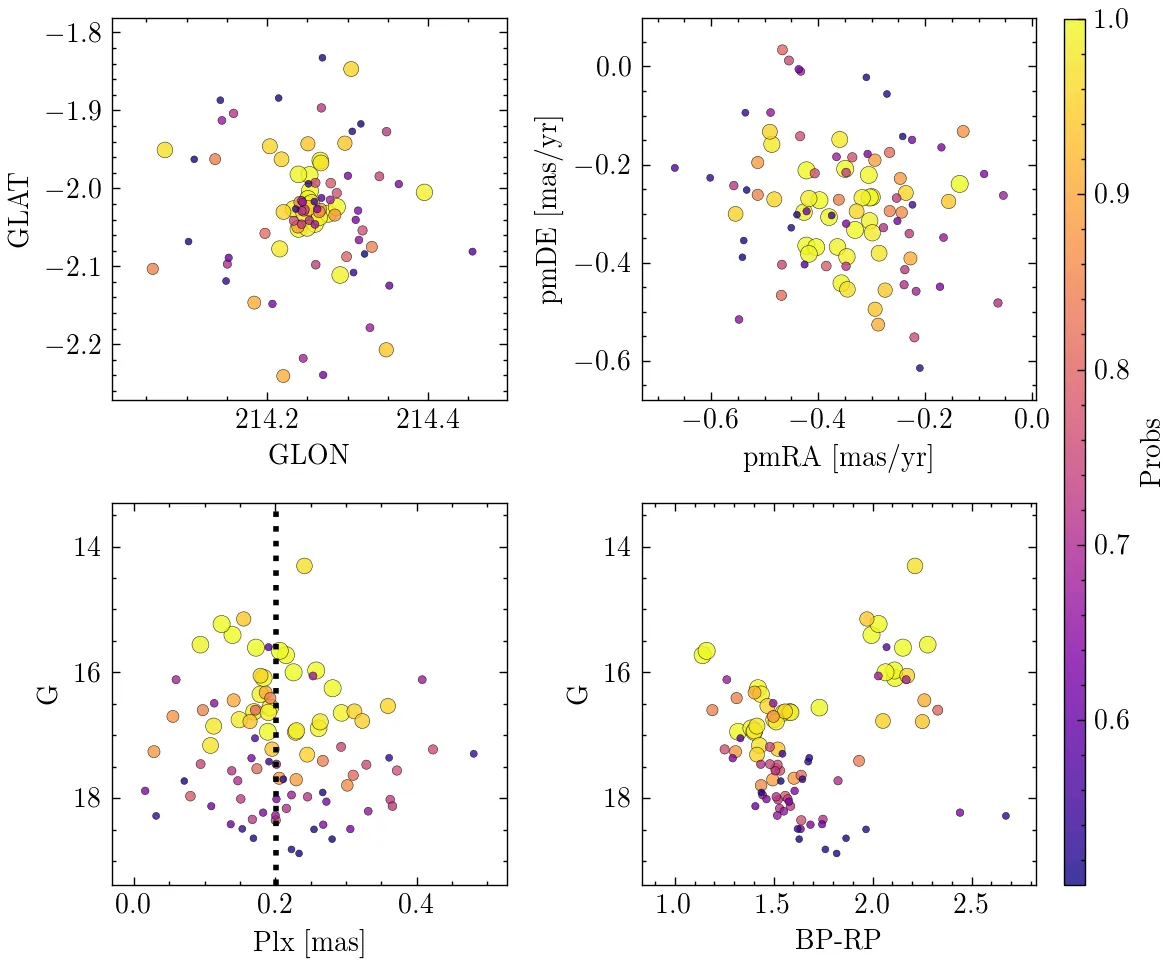 −1.8
−1.9
−2.0
−2.1
−2.2
GLAT
214.2 214.4
GLON
0.0
−0.2
−0.4
−0.6
pmDE [mas/yr]
−0.6 −0.4 −0.2 0.0
pmRA [mas/yr]
14
16
18
G
0.0 0.2 0.4
Plx [mas]
14
16
18
G
1.0 1.5 2.0 2.5
BP-RP
1.0
0.9
0.8
0.7
0.6
Probs